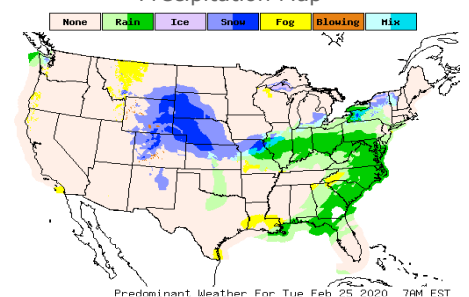 Precipitation Map
None Rain Ice Snow Fog Blowing Mix
Predominant Weather For Tue Feb 25 2020 7AM EST